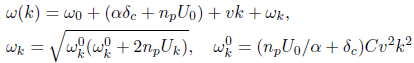 ω(k) = ω0 + (αδc + npU0) + vk + ωk,
ωk = √(ω⁰k(ω⁰k + 2npUk)), ω⁰k = (npU0/α + δc)Cv²k²